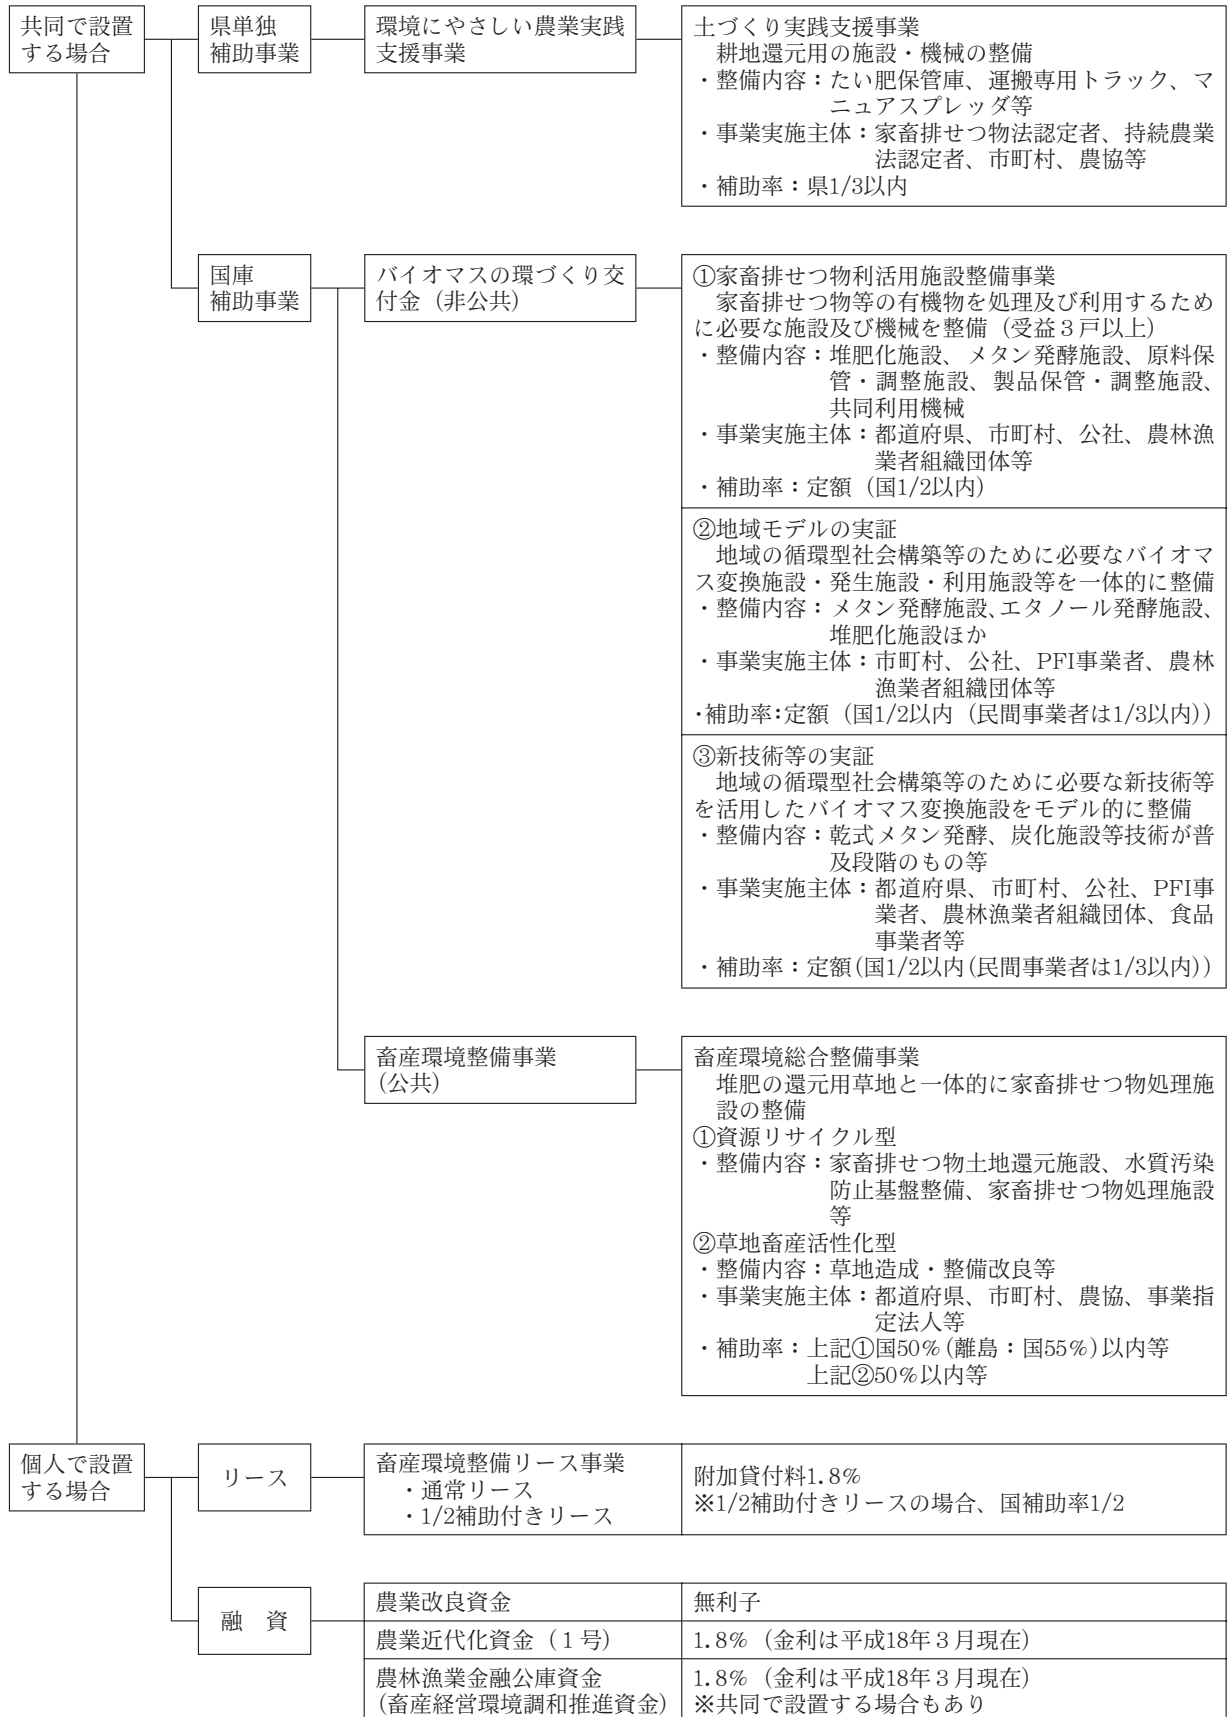 共同で設置
する場合
県単独
補助事業
環境にやさしい農業実践
支援事業
土づくり実践支援事業
耕地還元用の施設・機械の整備
・整備内容：たい肥保管庫、運搬専用トラック、マ
ニュアスプレッダ等
・事業実施主体：家畜排せつ物法認定者、持続農業
法認定者、市町村、農協等
・補助率：県1/3以内
国庫
補助事業
バイオマスの環づくり交
付金（非公共）
①家畜排せつ物利活用施設整備事業
家畜排せつ物等の有機物を処理及び利用するため
に必要な施設及び機械を整備（受益３戸以上）
・整備内容：堆肥化施設、メタン発酵施設、原料保
管・調整施設、製品保管・調整施設、
共同利用機械
・事業実施主体：都道府県、市町村、公社、農林漁
業者組織団体等
・補助率：定額（国1/2以内）
②地域モデルの実証
地域の循環型社会構築等のために必要なバイオマ
ス変換施設・発生施設・利用施設等を一体的に整備
・整備内容：メタン発酵施設、エタノール発酵施設、
堆肥化施設ほか
・事業実施主体：市町村、公社、PFI事業者、農林
漁業者組織団体等
・補助率：定額（国1/2以内（民間事業者は1/3以内））
③新技術等の実証
地域の循環型社会構築等のために必要な新技術等
を活用したバイオマス変換施設をモデル的に整備
・整備内容：乾式メタン発酵、炭化施設等技術が普
及段階のもの等
・事業実施主体：都道府県、市町村、公社、PFI事
業者、農林漁業者組織団体、食品
事業者等
・補助率：定額（国1/2以内（民間事業者は1/3以内））
畜産環境整備事業
（公共）
畜産環境総合整備事業
堆肥の還元用草地と一体的に家畜排せつ物処理施
設の整備
①資源リサイクル型
・整備内容：家畜排せつ物土地還元施設、水質汚染
防止基盤整備、家畜排せつ物処理施設
等
②草地畜産活性化型
・整備内容：草地造成・整備改良等
・事業実施主体：都道府県、市町村、農協、事業指
定法人等
・補助率：上記①国50％（離島：国55％）以内等
上記②50％以内等
個人で設置
する場合
リース
畜産環境整備リース事業
・通常リース
・1/2補助付きリース
附加貸付料1.8％
※1/2補助付きリースの場合、国補助率1/2
融　資
農業改良資金
無利子
農業近代化資金（１号）
1.8％（金利は平成18年３月現在）
農林漁業金融公庫資金
（畜産経営環境調和推進資金）
1.8％（金利は平成18年３月現在）
※共同で設置する場合もあり